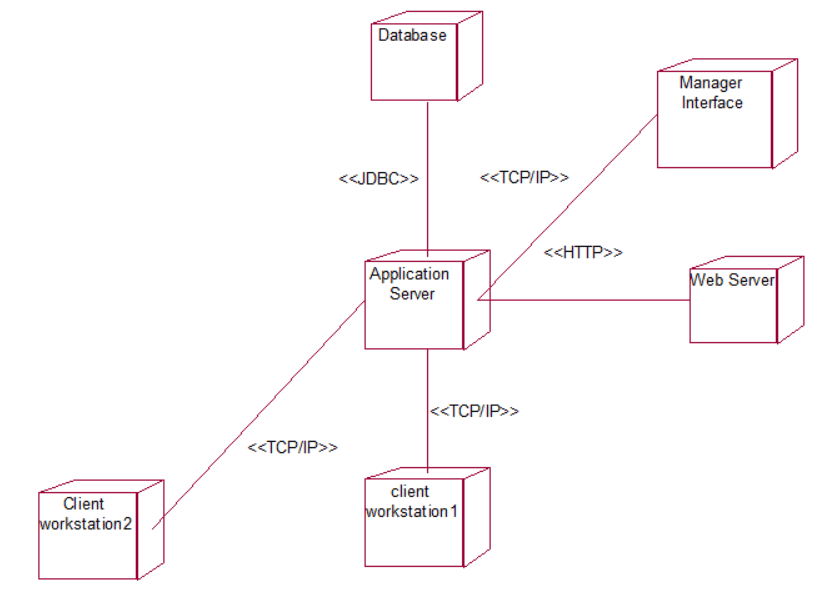 Database
Manager
Interface
<<JDBC>>
<<TCP/IP>>
<<HTTP>>
Application
Server
Web Server
<<TCP/IP>>
<<TCP/IP>>
Client
workstation2
client
workstation1